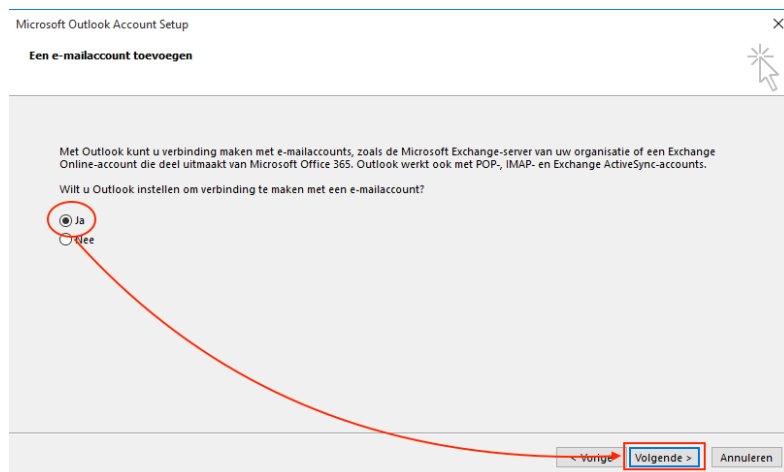 Microsoft Outlook Account Setup
Een e-mailaccount toevoegen
Met Outlook kunt u verbinding maken met e-mailaccounts, zoals de Microsoft Exchange-server van uw organisatie of een Exchange
Online-account die deel uitmaakt van Microsoft Office 365. Outlook werkt ook met POP-, IMAP- en Exchange ActiveSync-accounts.
Wilt u Outlook instellen om verbinding te maken met een e-mailaccount?
Ja
Nee
< Vorige Volgende > Annuleren